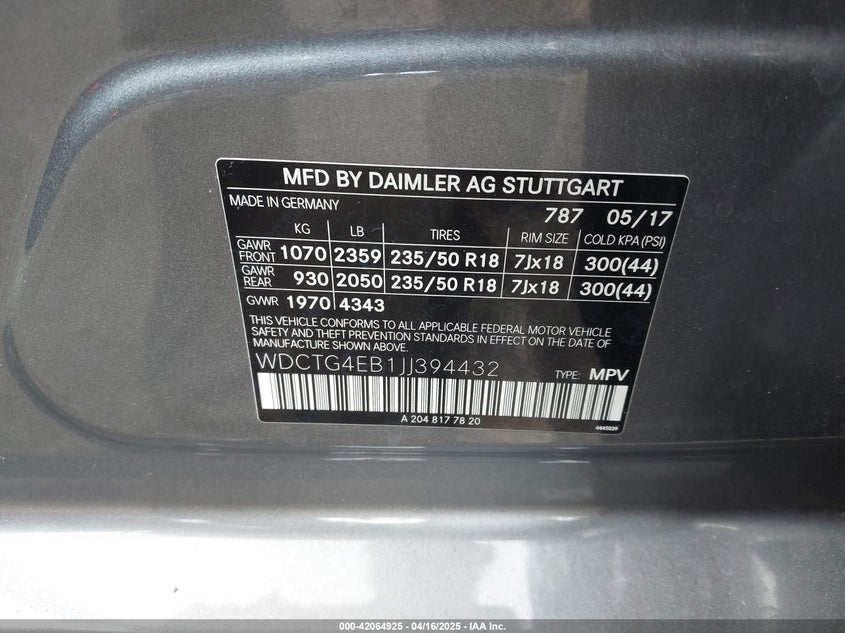 MFD BY DAIMLER AG STUTTGART
MADE IN GERMANY 787 05/17
KG LB TIRES RIM SIZE COLD KPA (PSI)
GAWR FRONT 1070 2359 235/50 R18 7Jx18 300(44)
GAWR REAR 930 2050 235/50 R18 7Jx18 300(44)
GVWR 1970 4343
THIS VEHICLE CONFORMS TO ALL APPLICABLE FEDERAL MOTOR VEHICLE
SAFETY AND THEFT PREVENTION STANDARDS IN EFFECT ON THE DATE OF
MANUFACTURE SHOWN ABOVE.
WDCTG4EB1JJ394432 TYPE: MPV
A 204 817 78 20
4445039
000-42064925 - 04/16/2025 - IAA Inc.